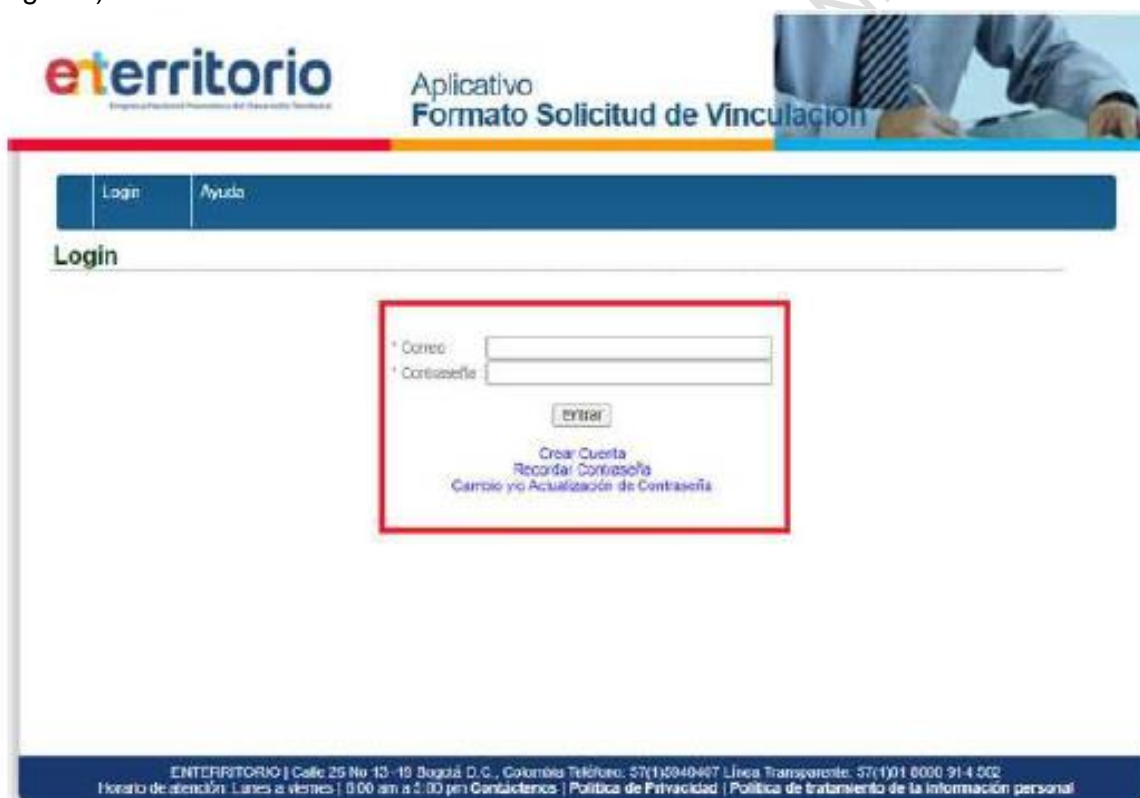 enterritorio
Aplicativo
Formato Solicitud de Vinculación
Login Ayuda
Login
* Correo
* Contraseña
Entrar
Crear Cuenta
Recordar Contraseña
Cambio y/o Actualización de Contraseña
ENTERRITORIO | Calle 26 No 13 -19 Bogotá D.C., Colombia Teléfono: 57(1)5940407 Línea Transparente: 57(1)01 8000 914 502
Horario de atención: Lunes a viernes | 8:00 am a 5:00 pm Contáctenos | Política de Privacidad | Política de tratamiento de la información personal